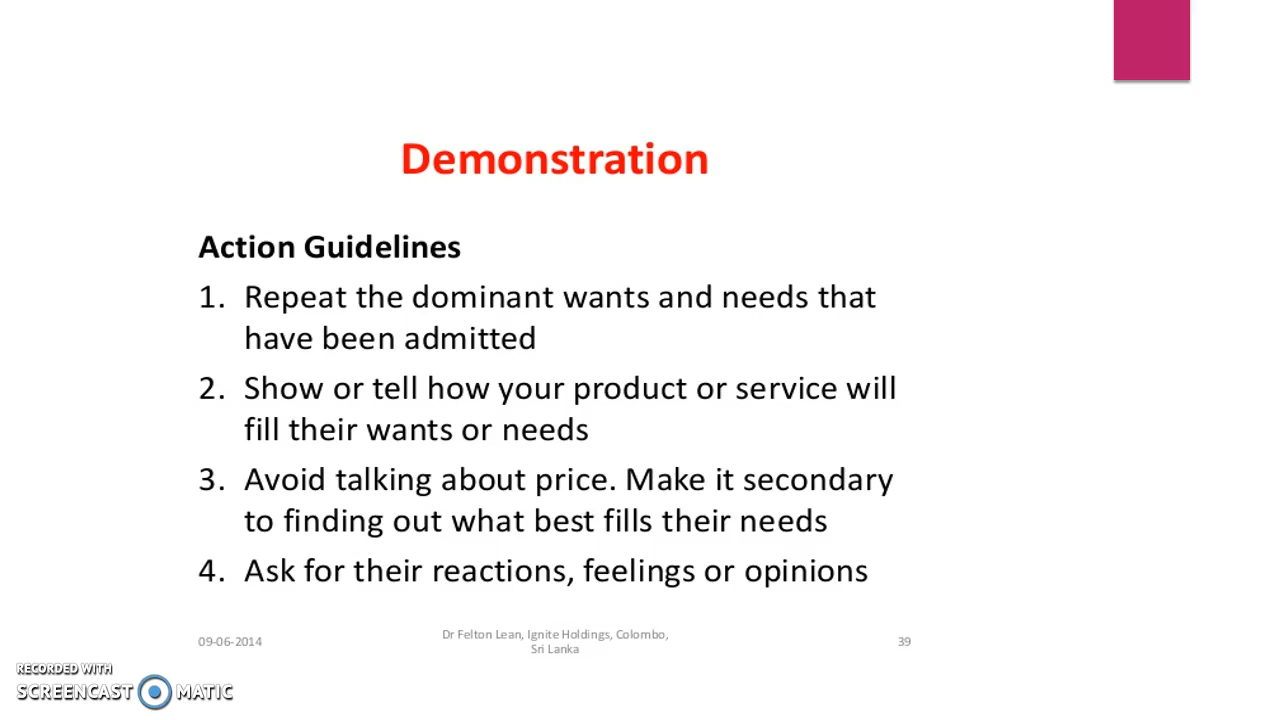 Demonstration
Action Guidelines
1. Repeat the dominant wants and needs that
have been admitted
2. Show or tell how your product or service will
fill their wants or needs
3. Avoid talking about price. Make it secondary
to finding out what best fills their needs
4. Ask for their reactions, feelings or opinions
09-06-2014
Dr Felton Lean, Ignite Holdings, Colombo,
Sri Lanka
39
RECORDED WITH
SCREENCAST MATIC